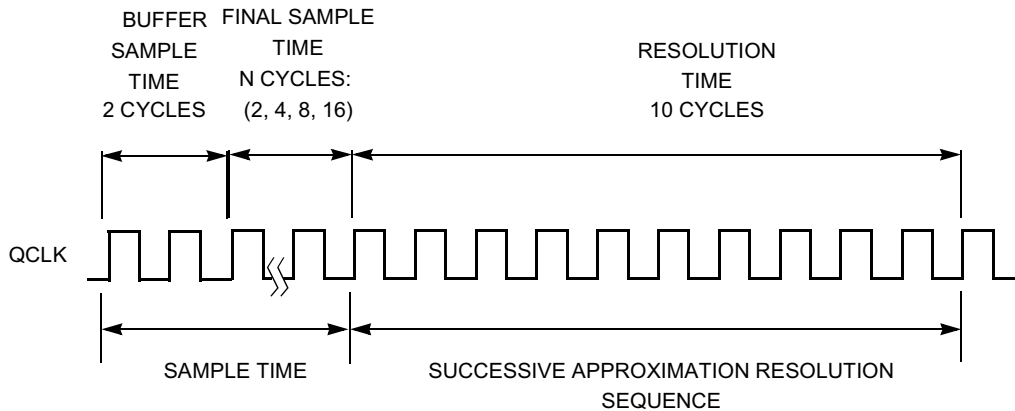 BUFFER
SAMPLE
TIME
2 CYCLES
FINAL SAMPLE
TIME
N CYCLES:
(2, 4, 8, 16)
RESOLUTION
TIME
10 CYCLES
QCLK
SAMPLE TIME
SUCCESSIVE APPROXIMATION RESOLUTION
SEQUENCE